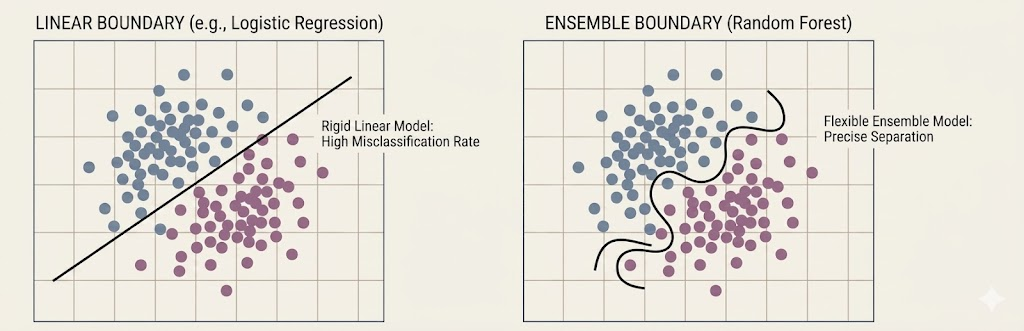 LINEAR BOUNDARY (e.g., Logistic Regression)
Rigid Linear Model:
High Misclassification Rate
ENSEMBLE BOUNDARY (Random Forest)
Flexible Ensemble Model:
Precise Separation